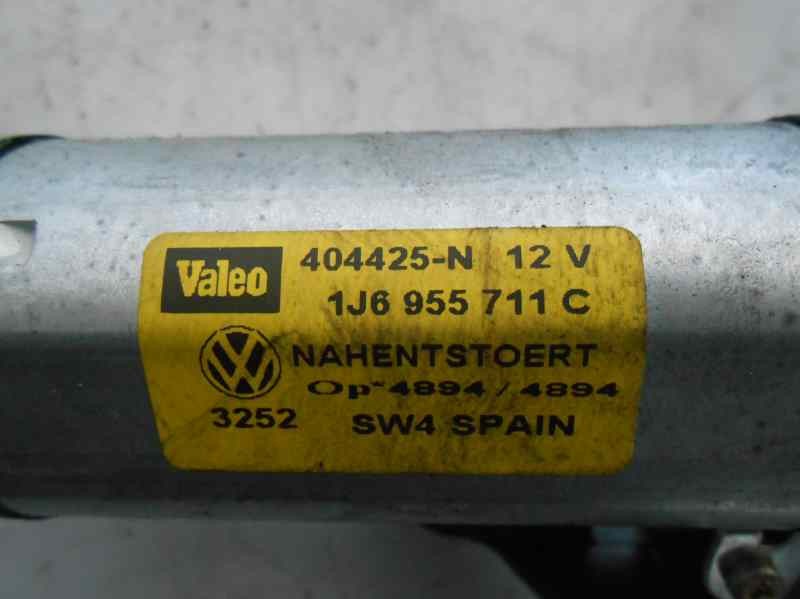 Valeo 404425-N 12 V
1J6 955 711 C
NAHENTSTOERT
Op* 4894 / 4894
3252 SW4 SPAIN